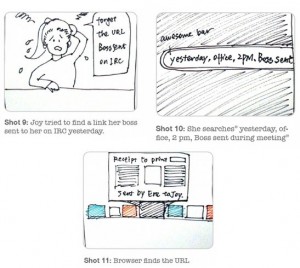 forgot
the URL
Boss sent
on IRC.
Shot 9: Joy tried to find a link her boss
sent to her on IRC yesterday.
awesome bar
yesterday, office, 2PM, Boss sent
Shot 10: She searches" yesterday, of-
fice, 2 pm, Boss sent during meeting"
Receipt to prove
sent by Eve to Joy.
Shot 11: Browser finds the URL